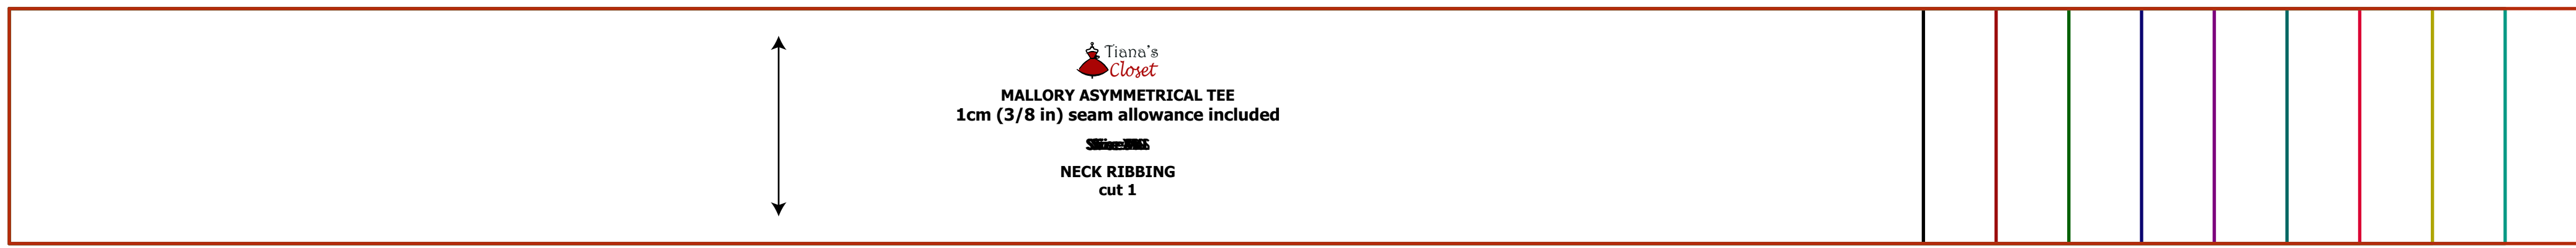 Tiana's
Closet
MALLORY ASYMMETRICAL TEE
1cm (3/8 in) seam allowance included
NECK RIBBING
cut 1